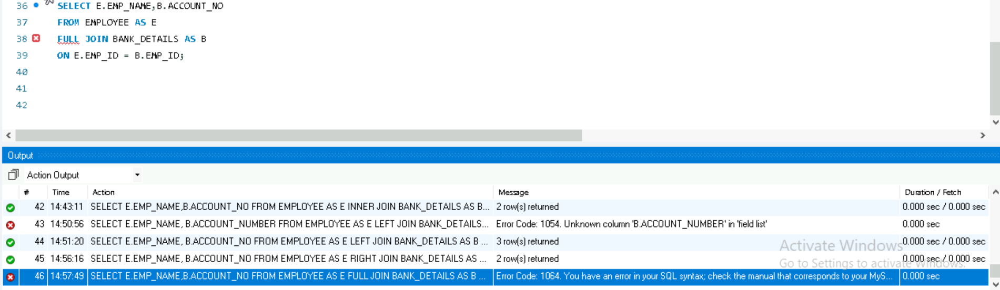 36 SELECT E.EMP_NAME,B.ACCOUNT_NO
37 FROM EMPLOYEE AS E
38 FULL JOIN BANK_DETAILS AS B
39 ON E.EMP_ID = B.EMP_ID;
40
41
42
Output
Action Output
# Time Action Message Duration / Fetch
42 14:43:11 SELECT E.EMP_NAME,B.ACCOUNT_NO FROM EMPLOYEE AS E INNER JOIN BANK_DETAILS AS B... 2 row(s) returned 0.000 sec / 0.000 sec
43 14:50:56 SELECT E.EMP_NAME, B.ACCOUNT_NUMBER FROM EMPLOYEE AS E LEFT JOIN BANK_DETAILS... Error Code: 1054. Unknown column 'B.ACCOUNT_NUMBER' in 'field list' 0.000 sec
44 14:51:20 SELECT E.EMP_NAME, B.ACCOUNT_NO FROM EMPLOYEE AS E LEFT JOIN BANK_DETAILS AS B ... 3 row(s) returned 0.000 sec / 0.000 sec
Activate Windows
45 14:56:16 SELECT E.EMP_NAME, B.ACCOUNT_NO FROM EMPLOYEE AS E RIGHT JOIN BANK_DETAILS AS ... 2 row(s) returned 0.000 sec / 0.000 sec
Go to Settings to activate Windows.
46 14:57:49 SELECT E.EMP_NAME,B.ACCOUNT_NO FROM EMPLOYEE AS E FULL JOIN BANK_DETAILS AS B ... Error Code: 1064. You have an error in your SQL syntax; check the manual that corresponds to your MyS... 0.000 sec